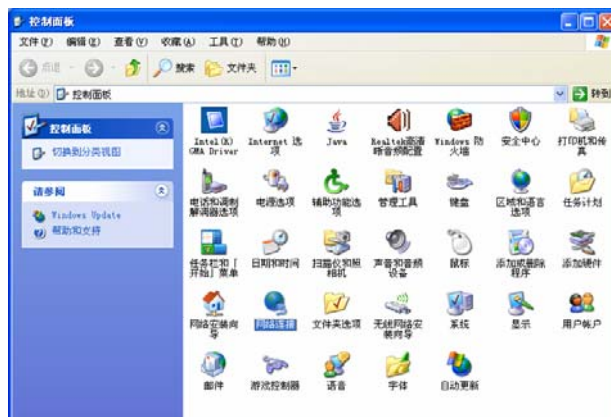 控制面板
文件(F) 编辑(E) 查看(V) 收藏(A) 工具(T) 帮助(H)
后退 搜索 文件夹
地址(D) 控制面板 转到
控制面板
切换到分类视图
请参阅
Windows Update
帮助和支持
Intel(R) GMA Driver
Internet 选项
Java
Realtek高清晰音频配置
Windows 防火墙
安全中心
打印机和传真
电话和调制解调器选项
电源选项
辅助功能选项
管理工具
键盘
区域和语言选项
任务计划
任务栏和「开始」菜单
日期和时间
扫描仪和照相机
声音和音频设备
鼠标
添加或删除程序
添加硬件
网络安装向导
网络连接
文件夹选项
无线网络安装向导
系统
显示
用户帐户
邮件
游戏控制器
语音
字体
自动更新